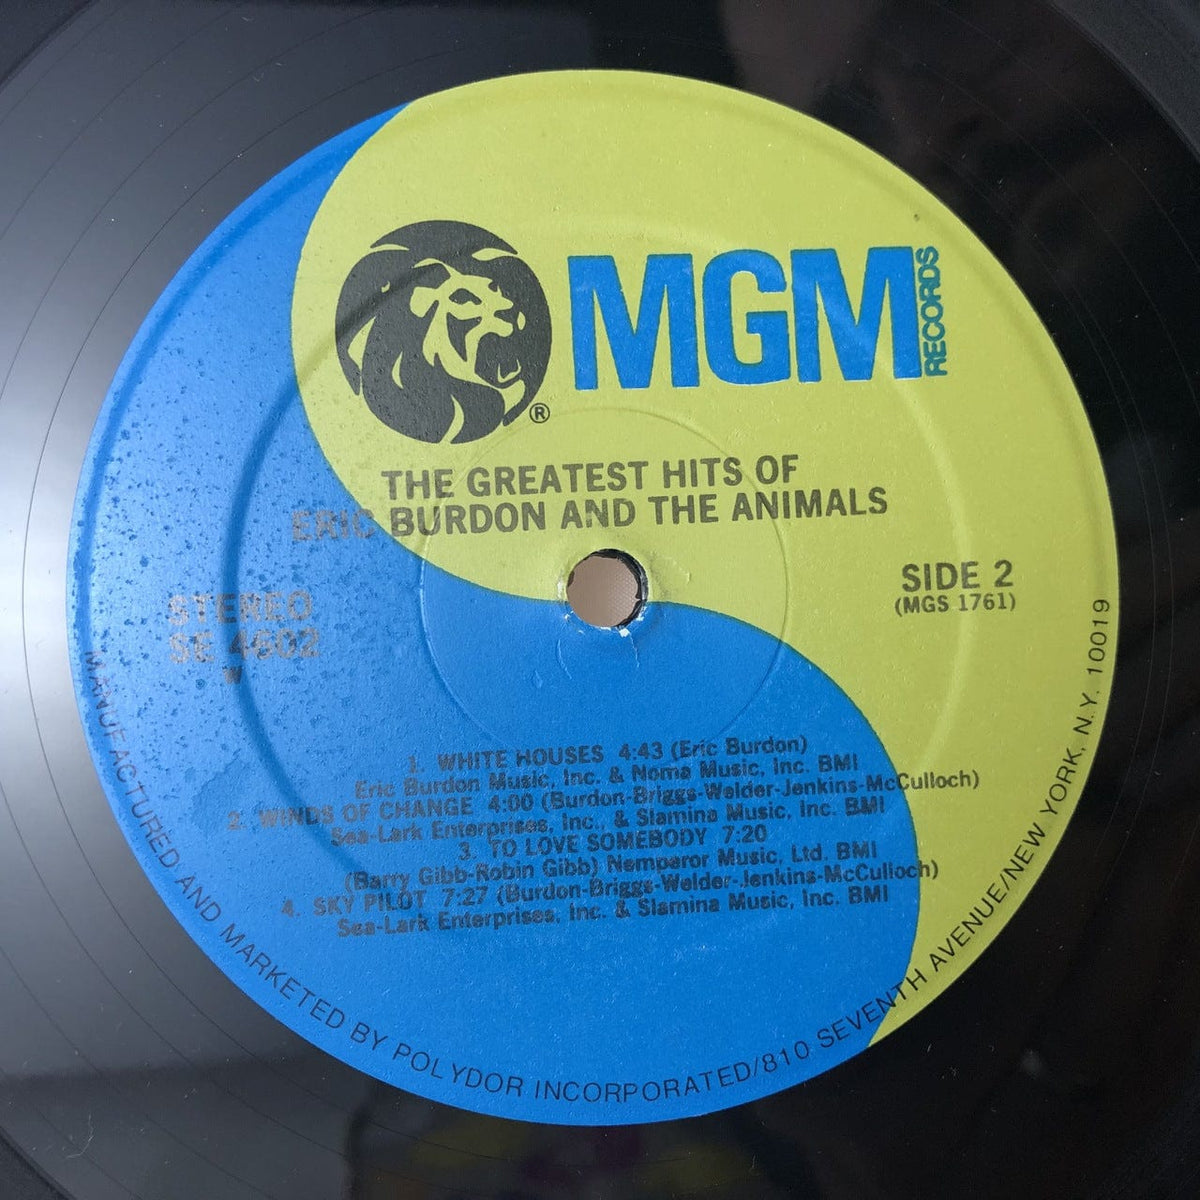 MGM RECORDS
®
THE GREATEST HITS OF
ERIC BURDON AND THE ANIMALS
SIDE 2
(MGS 1761)
STEREO
SE 4602
1. WHITE HOUSES 4:43 (Eric Burdon)
Eric Burdon Music, Inc. & Noma Music, Inc. BMI
2. WINDS OF CHANGE 4:00 (Burdon-Briggs-Welder-Jenkins-McCulloch)
Sea-Lark Enterprises, Inc., & Slamina Music, Inc. BMI
3. TO LOVE SOMEBODY 7:20
(Barry Gibb-Robin Gibb) Nemperor Music, Ltd. BMI
4. SKY PILOT 7:27 (Burdon-Briggs-Welder-Jenkins-McCulloch)
Sea-Lark Enterprises, Inc. & Slamina Music, Inc. BMI
MANUFACTURED AND MARKETED BY POLYDOR INCORPORATED/810 SEVENTH AVENUE/NEW YORK, N.Y. 10019